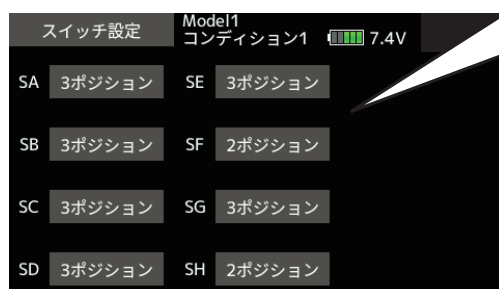 スイッチ設定
Model1
コンディション1 7.4V
SA 3ポジション SE 3ポジション
SB 3ポジション SF 2ポジション
SC 3ポジション SG 3ポジション
SD 3ポジション SH 2ポジション